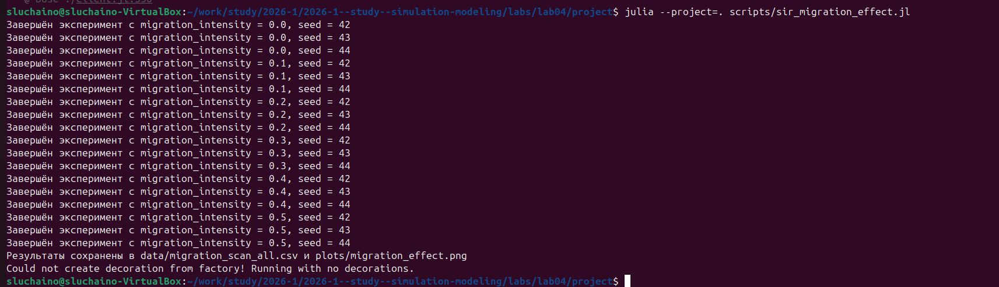 @ Base ./client.jl:550
sluchaino@sluchaino-VirtualBox:~/work/study/2026-1/2026-1--study--simulation-modeling/labs/lab04/project$ julia --project=. scripts/sir_migration_effect.jl
Завершён эксперимент с migration_intensity = 0.0, seed = 42
Завершён эксперимент с migration_intensity = 0.0, seed = 43
Завершён эксперимент с migration_intensity = 0.0, seed = 44
Завершён эксперимент с migration_intensity = 0.1, seed = 42
Завершён эксперимент с migration_intensity = 0.1, seed = 43
Завершён эксперимент с migration_intensity = 0.1, seed = 44
Завершён эксперимент с migration_intensity = 0.2, seed = 42
Завершён эксперимент с migration_intensity = 0.2, seed = 43
Завершён эксперимент с migration_intensity = 0.2, seed = 44
Завершён эксперимент с migration_intensity = 0.3, seed = 42
Завершён эксперимент с migration_intensity = 0.3, seed = 43
Завершён эксперимент с migration_intensity = 0.3, seed = 44
Завершён эксперимент с migration_intensity = 0.4, seed = 42
Завершён эксперимент с migration_intensity = 0.4, seed = 43
Завершён эксперимент с migration_intensity = 0.4, seed = 44
Завершён эксперимент с migration_intensity = 0.5, seed = 42
Завершён эксперимент с migration_intensity = 0.5, seed = 43
Завершён эксперимент с migration_intensity = 0.5, seed = 44
Результаты сохранены в data/migration_scan_all.csv и plots/migration_effect.png
Could not create decoration from factory! Running with no decorations.
sluchaino@sluchaino-VirtualBox:~/work/study/2026-1/2026-1--study--simulation-modeling/labs/lab04/project$